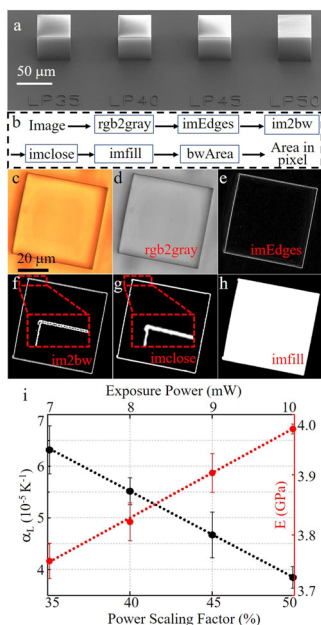 a
50 μm
LP35 LP40 LP45 LP50
b
Image rgb2gray imEdges im2bw
imclose imfill bwArea Area in pixel
c d e
20 μm rgb2gray imEdges
f g h
im2bw imclose imfill
i
Exposure Power (mW)
7 8 9 10
7 6 5 4
α_L (10⁻⁵ K⁻¹)
4.0 3.9 3.8 3.7
E (GPa)
35 40 45 50
Power Scaling Factor (%)